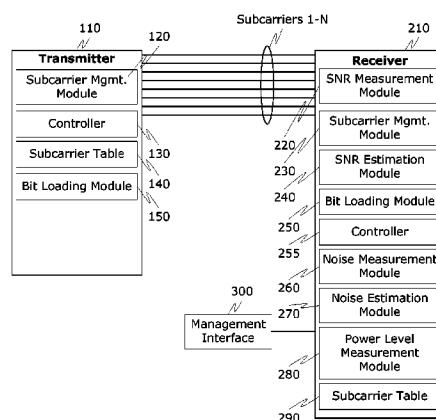 Subcarriers 1-N
110
210
Transmitter
120
Receiver
Subcarrier Mgmt.
Module
SNR Measurement
Module
Controller
220
Subcarrier Mgmt.
Module
130
230
Subcarrier Table
SNR Estimation
Module
140
240
Bit Loading Module
Bit Loading Module
150
250
Controller
255
Noise Measurement
Module
260
300
270
Noise Estimation
Module
Management
Interface
Power Level
Measurement
Module
280
Subcarrier Table
290